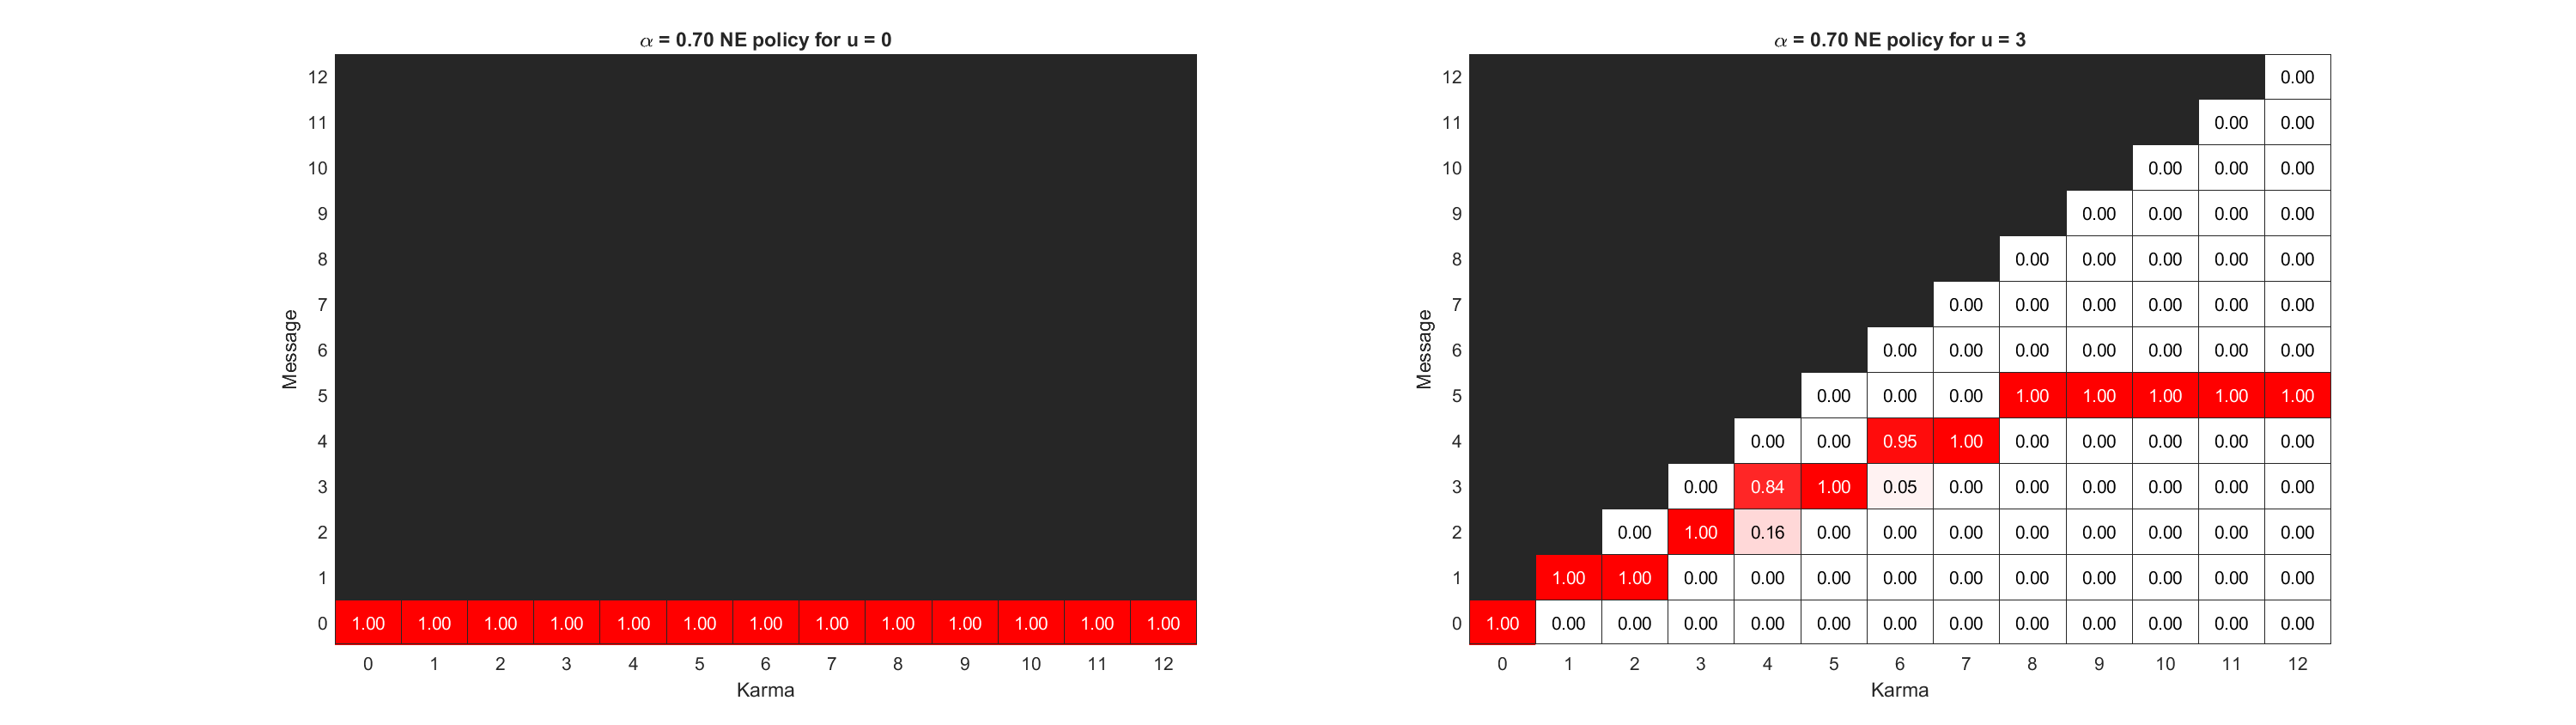 α = 0.70 NE policy for u = 0
12
11
10
9
8
7
6
5
4
3
2
1
0 1.00 1.00 1.00 1.00 1.00 1.00 1.00 1.00 1.00 1.00 1.00 1.00 1.00
0 1 2 3 4 5 6 7 8 9 10 11 12
Karma
Message
α = 0.70 NE policy for u = 3
12 0.00
11 0.00 0.00
10 0.00 0.00 0.00
9 0.00 0.00 0.00 0.00
8 0.00 0.00 0.00 0.00 0.00
7 0.00 0.00 0.00 0.00 0.00 0.00
6 0.00 0.00 0.00 0.00 0.00 0.00 0.00
5 0.00 0.00 0.00 1.00 1.00 1.00 1.00 1.00
4 0.00 0.00 0.95 1.00 0.00 0.00 0.00 0.00 0.00
3 0.00 0.84 1.00 0.05 0.00 0.00 0.00 0.00 0.00 0.00
2 0.00 1.00 0.16 0.00 0.00 0.00 0.00 0.00 0.00 0.00 0.00
1 1.00 1.00 0.00 0.00 0.00 0.00 0.00 0.00 0.00 0.00 0.00 0.00
0 1.00 0.00 0.00 0.00 0.00 0.00 0.00 0.00 0.00 0.00 0.00 0.00 0.00
0 1 2 3 4 5 6 7 8 9 10 11 12
Karma
Message